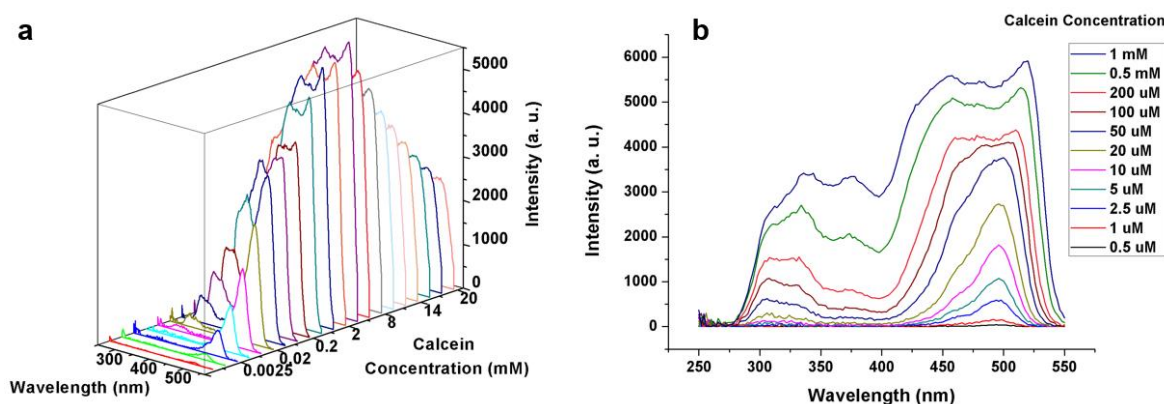 a
5000
4000
3000
2000
1000
0
Intensity (a. u.)
20
14
8
2
0.2
0.02
0.0025
Calcein
Concentration (mM)
300
400
500
Wavelength (nm)
b
Calcein Concentration
1 mM
0.5 mM
200 uM
100 uM
50 uM
20 uM
10 uM
5 uM
2.5 uM
1 uM
0.5 uM
6000
5000
4000
3000
2000
1000
0
Intensity (a. u.)
250 300 350 400 450 500 550
Wavelength (nm)